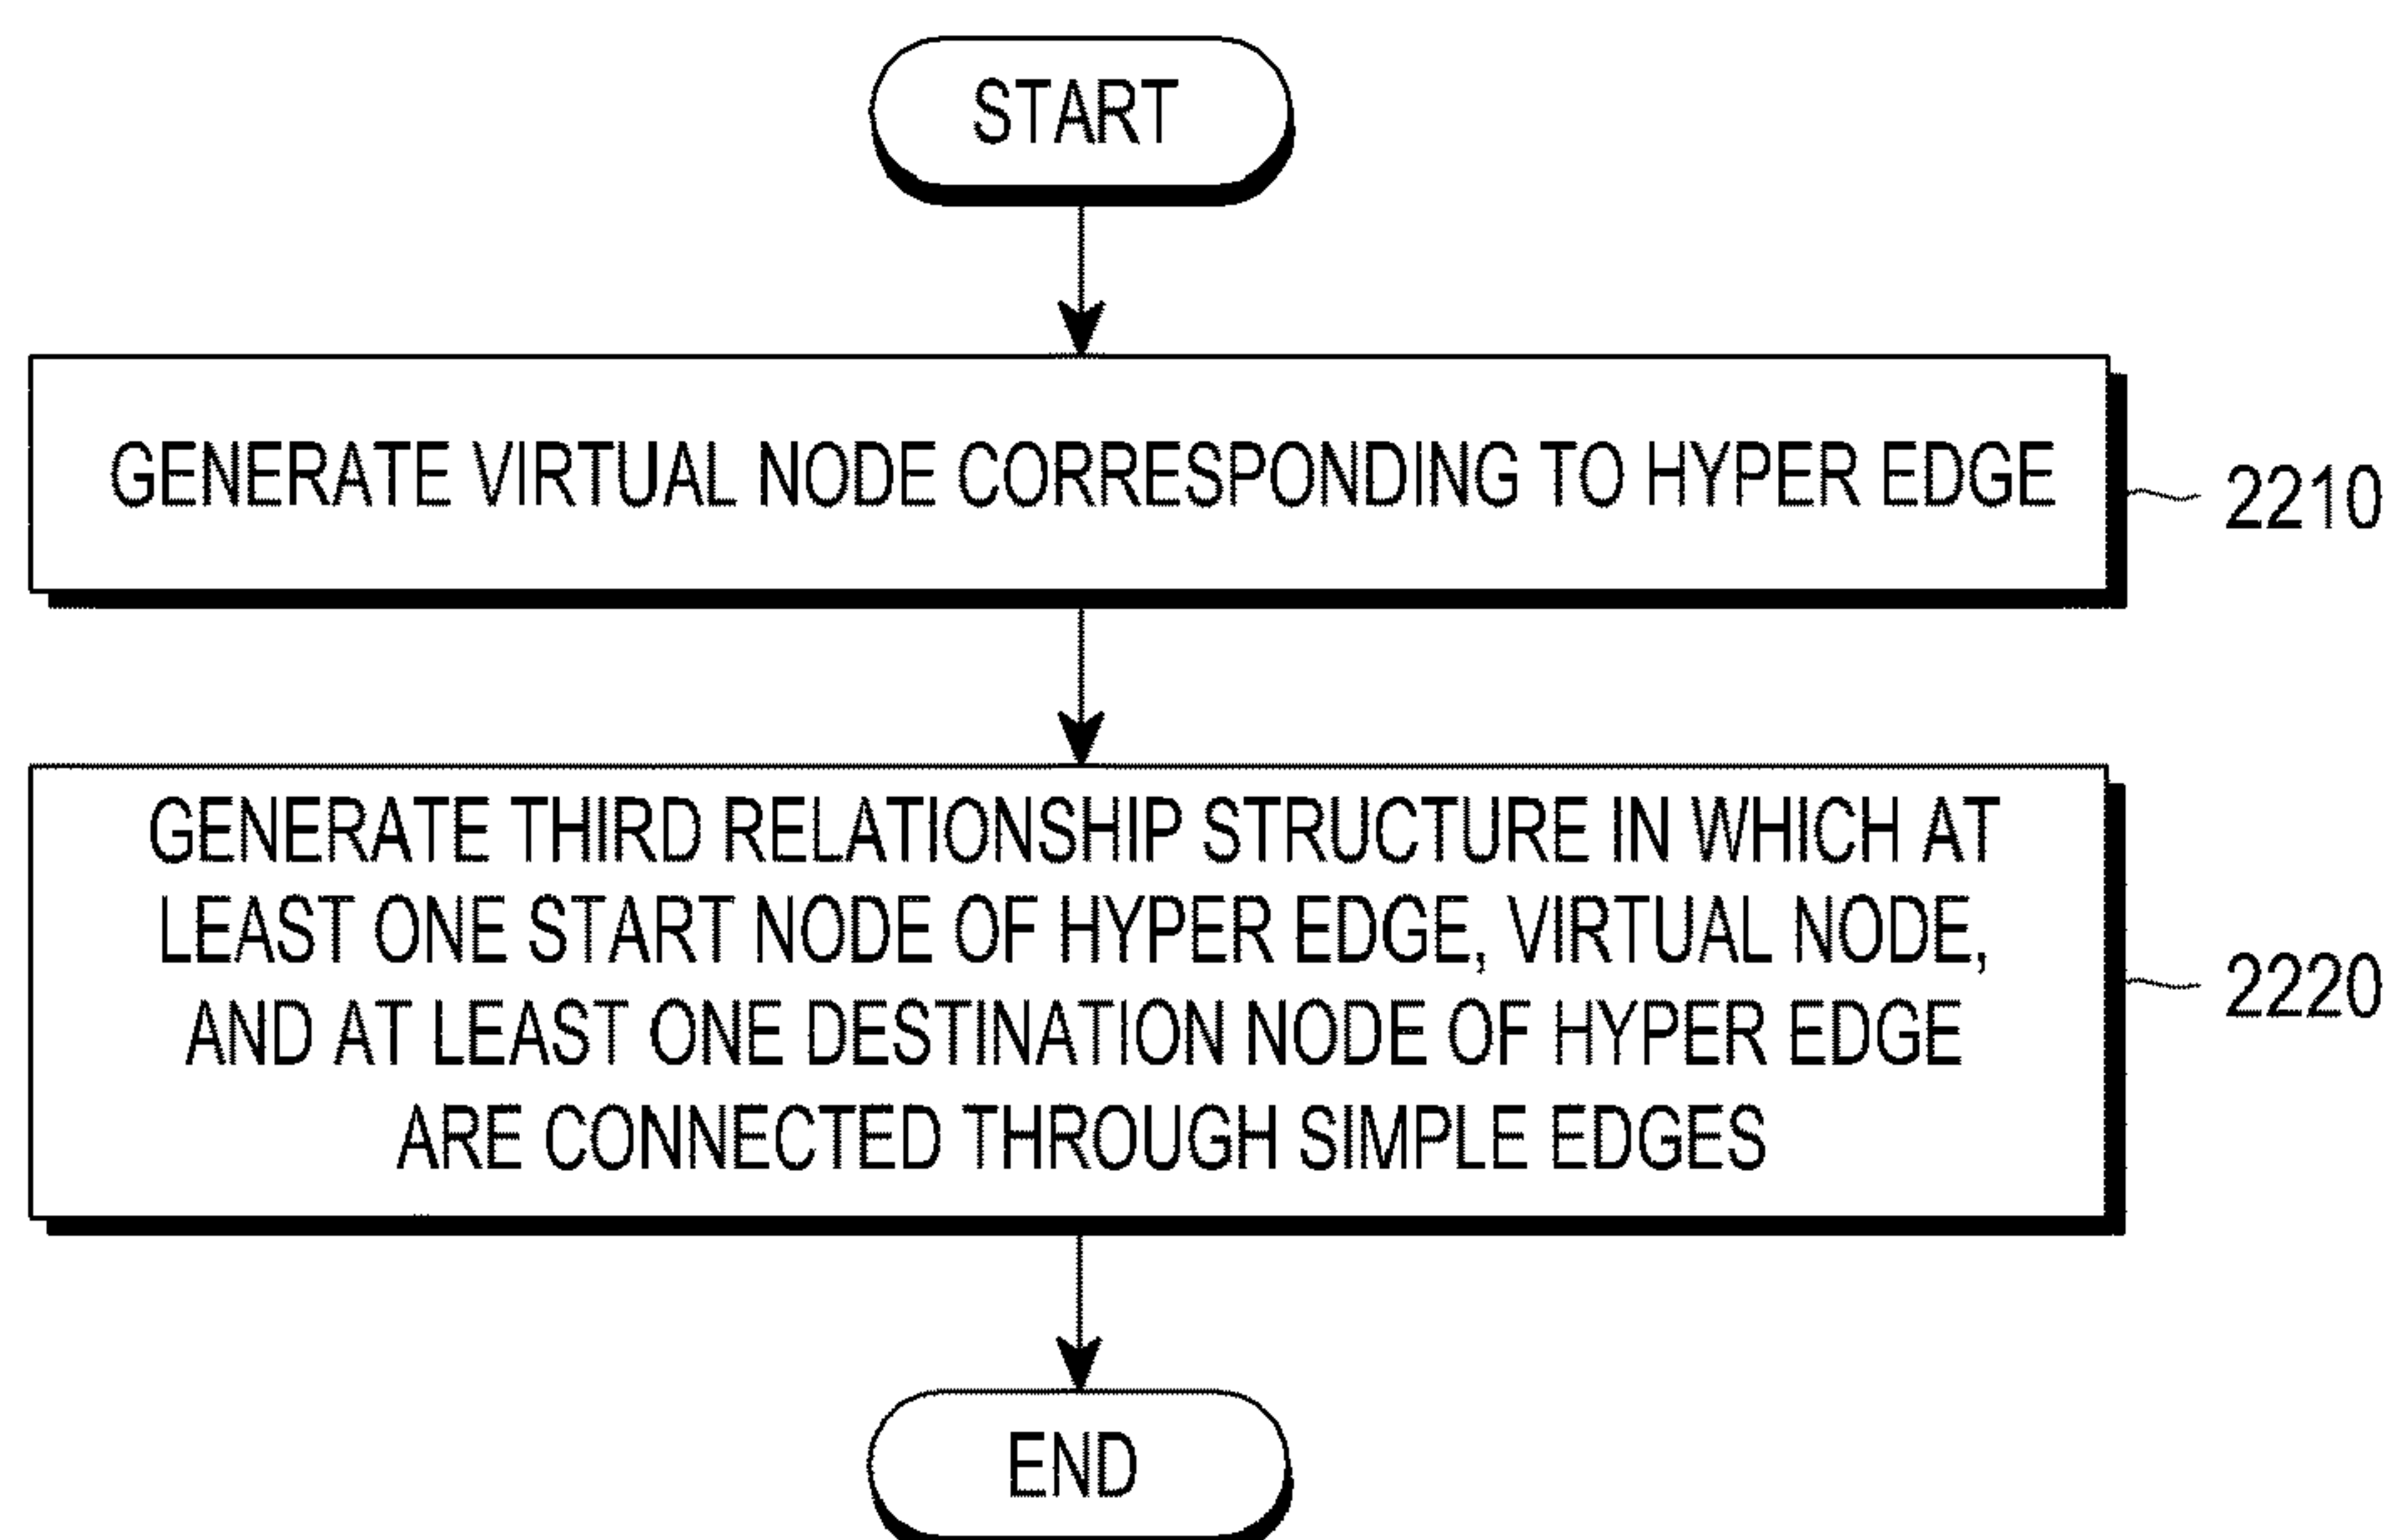 START
GENERATE VIRTUAL NODE CORRESPONDING TO HYPER EDGE
2210
GENERATE THIRD RELATIONSHIP STRUCTURE IN WHICH AT
LEAST ONE START NODE OF HYPER EDGE, VIRTUAL NODE,
AND AT LEAST ONE DESTINATION NODE OF HYPER EDGE
ARE CONNECTED THROUGH SIMPLE EDGES
2220
END